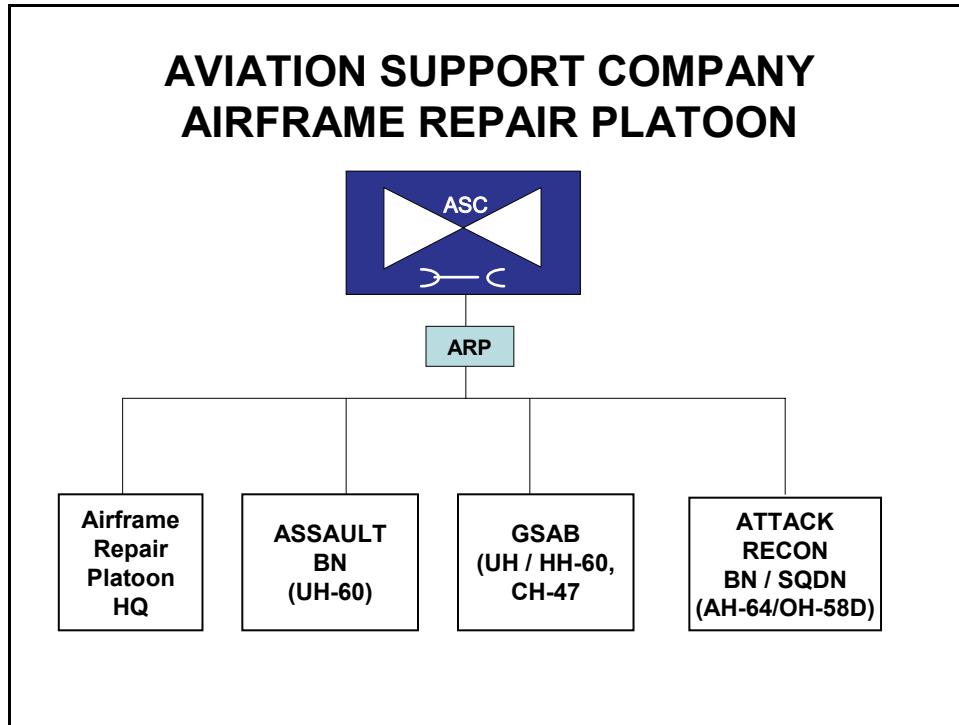 AVIATION SUPPORT COMPANY
AIRFRAME REPAIR PLATOON
ASC
ARP
Airframe
Repair
Platoon
HQ
ASSAULT
BN
(UH-60)
GSAB
(UH / HH-60,
CH-47
ATTACK
RECON
BN / SQDN
(AH-64/OH-58D)